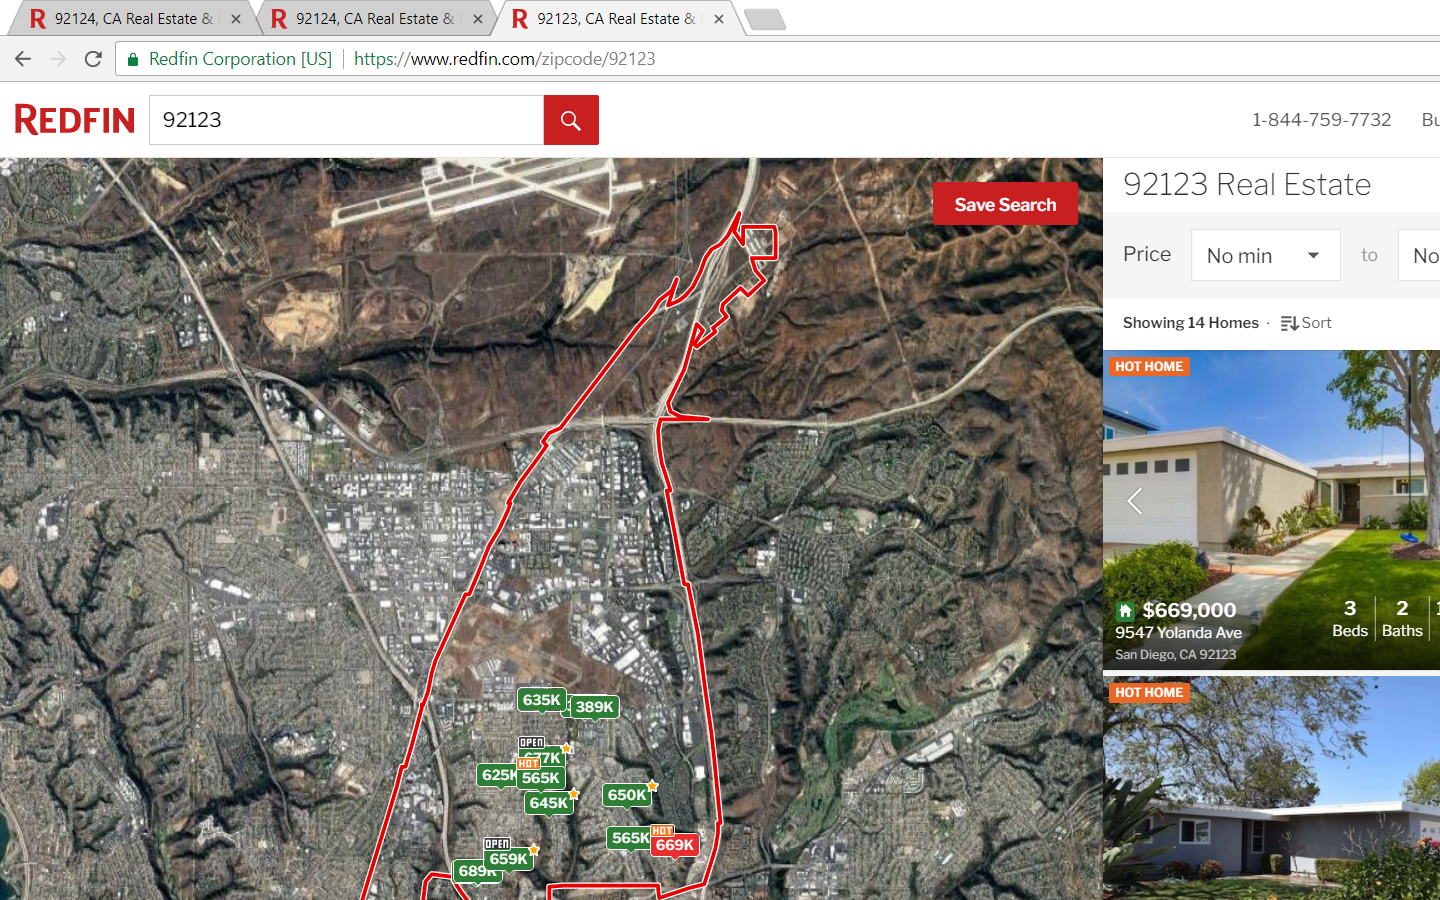 92124, CA Real Estate &
92124, CA Real Estate &
92123, CA Real Estate &
Redfin Corporation [US]
https://www.redfin.com/zipcode/92123
REDFIN
92123
1-844-759-7732
Bu
Save Search
92123 Real Estate
Price
No min
to
No
Showing 14 Homes ·
Sort
HOT HOME
$669,000
9547 Yolanda Ave
San Diego, CA 92123
3
Beds
2
Baths
HOT HOME
635K
389K
OPEN
677K
HOT
625K
565K
645K
650K
565K
HOT
669K
OPEN
659K
689K